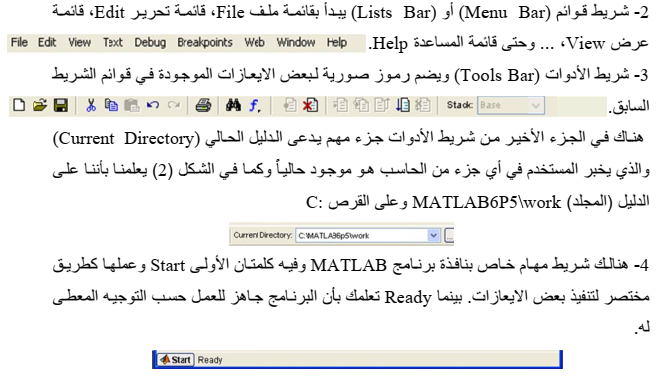 2- شريط قوائم (Menu Bar) أو (Lists Bar) يبدأ بقائمة ملف File، قائمة تحرير Edit، قائمة
عرض View، ... وحتى قائمة المساعدة Help.
File Edit View Text Debug Breakpoints Web Window Help
3- شريط الأدوات (Tools Bar) ويضم رموز صورية لبعض الايعازات الموجودة في قوائم الشريط
السابق.
Stack: Base
هناك في الجزء الأخير من شريط الأدوات جزء مهم يدعى الدليل الحالي (Current Directory)
والذي يخبر المستخدم في أي جزء من الحاسب هو موجود حالياً وكما في الشكل (2) يعلمنا بأننا على
الدليل (المجلد) MATLAB6P5\work وعلى القرص C:
Current Directory: C:\MATLAB6p5\work
4- هنالك شريط مهام خاص بنافذة برنامج MATLAB وفيه كلمتان الأولى Start وعملها كطريق
مختصر لتنفيذ بعض الايعازات. بينما Ready تعلمك بأن البرنامج جاهز للعمل حسب التوجيه المعطى
له.
Start Ready